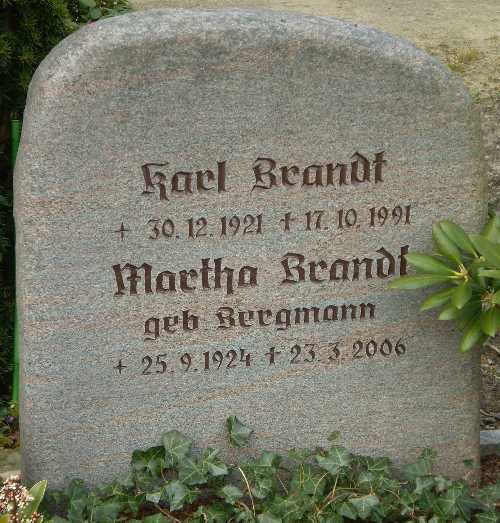 Karl Brandt
+ 30.12.1921 † 17.10.1991
Martha Brandt
geb Bergmann
+ 25.9.1924 † 23.3.2006